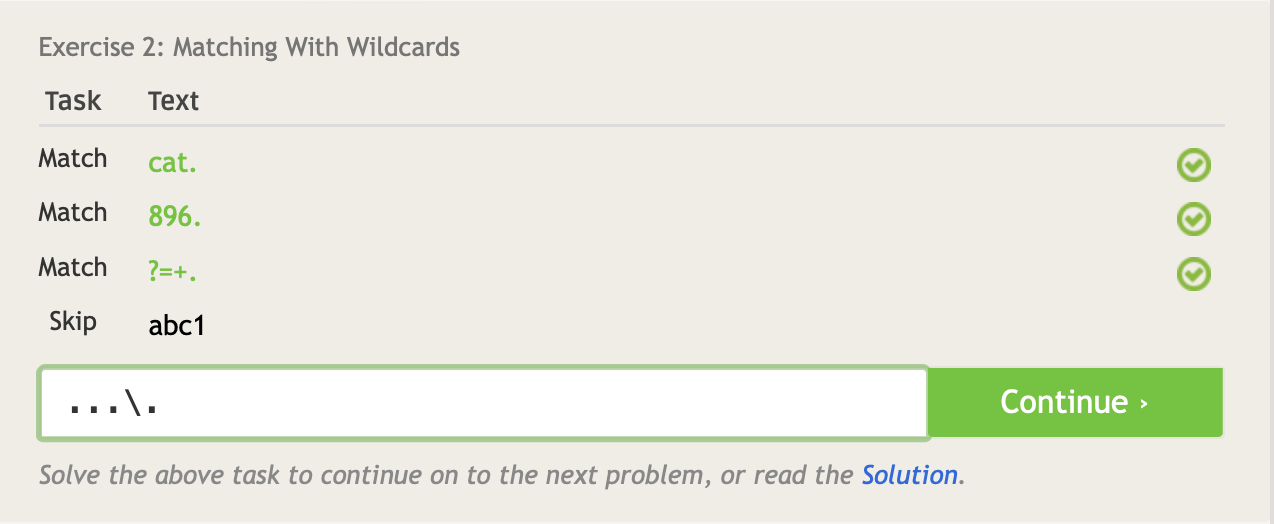 Exercise 2: Matching With Wildcards
Task Text
Match cat.
Match 896.
Match ?=+.
Skip abc1
...\.
Continue ›
Solve the above task to continue on to the next problem, or read the Solution.